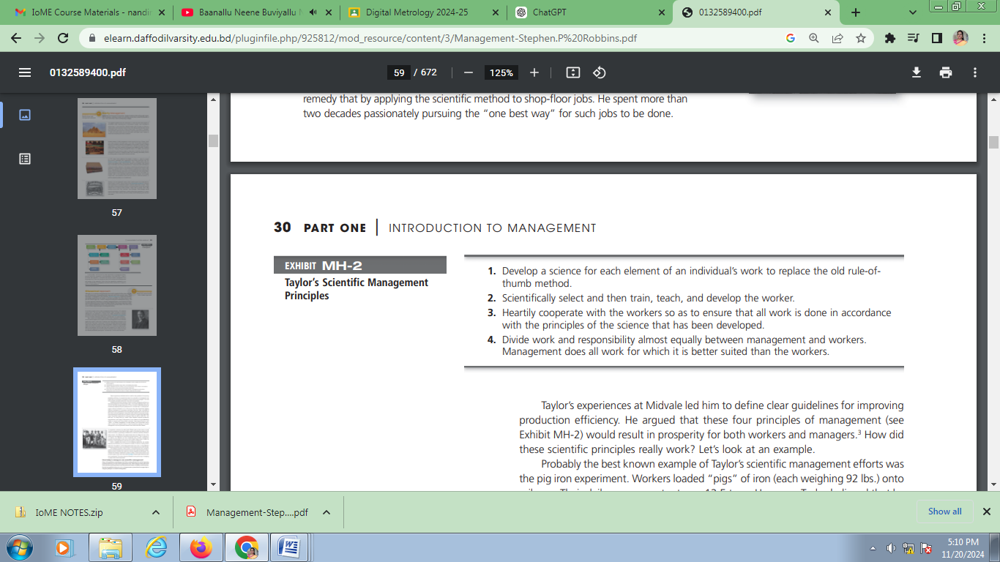 IoME Course Materials - nandi
Baanallu Neene Buviyallu N
Digital Metrology 2024-25
ChatGPT
0132589400.pdf
elearn.daffodilvarsity.edu.bd/pluginfile.php/925812/mod_resource/content/3/Management-Stephen.P%20Robbins.pdf
0132589400.pdf
59 / 672
125%
remedy that by applying the scientific method to shop-floor jobs. He spent more than
two decades passionately pursuing the “one best way” for such jobs to be done.
57
58
59
30 PART ONE | INTRODUCTION TO MANAGEMENT
EXHIBIT MH-2
Taylor’s Scientific Management
Principles
1. Develop a science for each element of an individual’s work to replace the old rule-of-
thumb method.
2. Scientifically select and then train, teach, and develop the worker.
3. Heartily cooperate with the workers so as to ensure that all work is done in accordance
with the principles of the science that has been developed.
4. Divide work and responsibility almost equally between management and workers.
Management does all work for which it is better suited than the workers.
Taylor’s experiences at Midvale led him to define clear guidelines for improving
production efficiency. He argued that these four principles of management (see
Exhibit MH-2) would result in prosperity for both workers and managers.³ How did
these scientific principles really work? Let’s look at an example.
Probably the best known example of Taylor’s scientific management efforts was
the pig iron experiment. Workers loaded “pigs” of iron (each weighing 92 lbs.) onto
IoME NOTES.zip
Management-Step....pdf
Show all
5:10 PM
11/20/2024